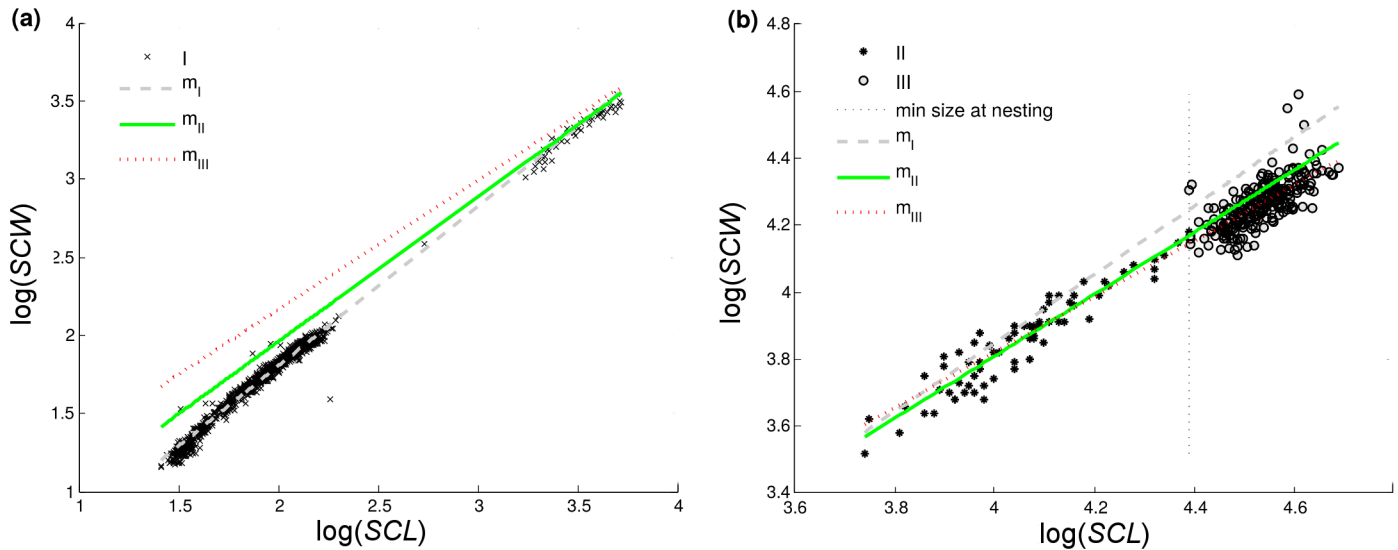 (a)
4
3.5
3
2.5
2
1.5
1
1
1.5
2
2.5
3
3.5
4
log(SCW)
log(SCL)
I
m_I
m_II
m_III
(b)
4.8
4.6
4.4
4.2
4
3.8
3.6
3.4
3.6
3.8
4
4.2
4.4
4.6
log(SCW)
log(SCL)
II
III
min size at nesting
m_I
m_II
m_III